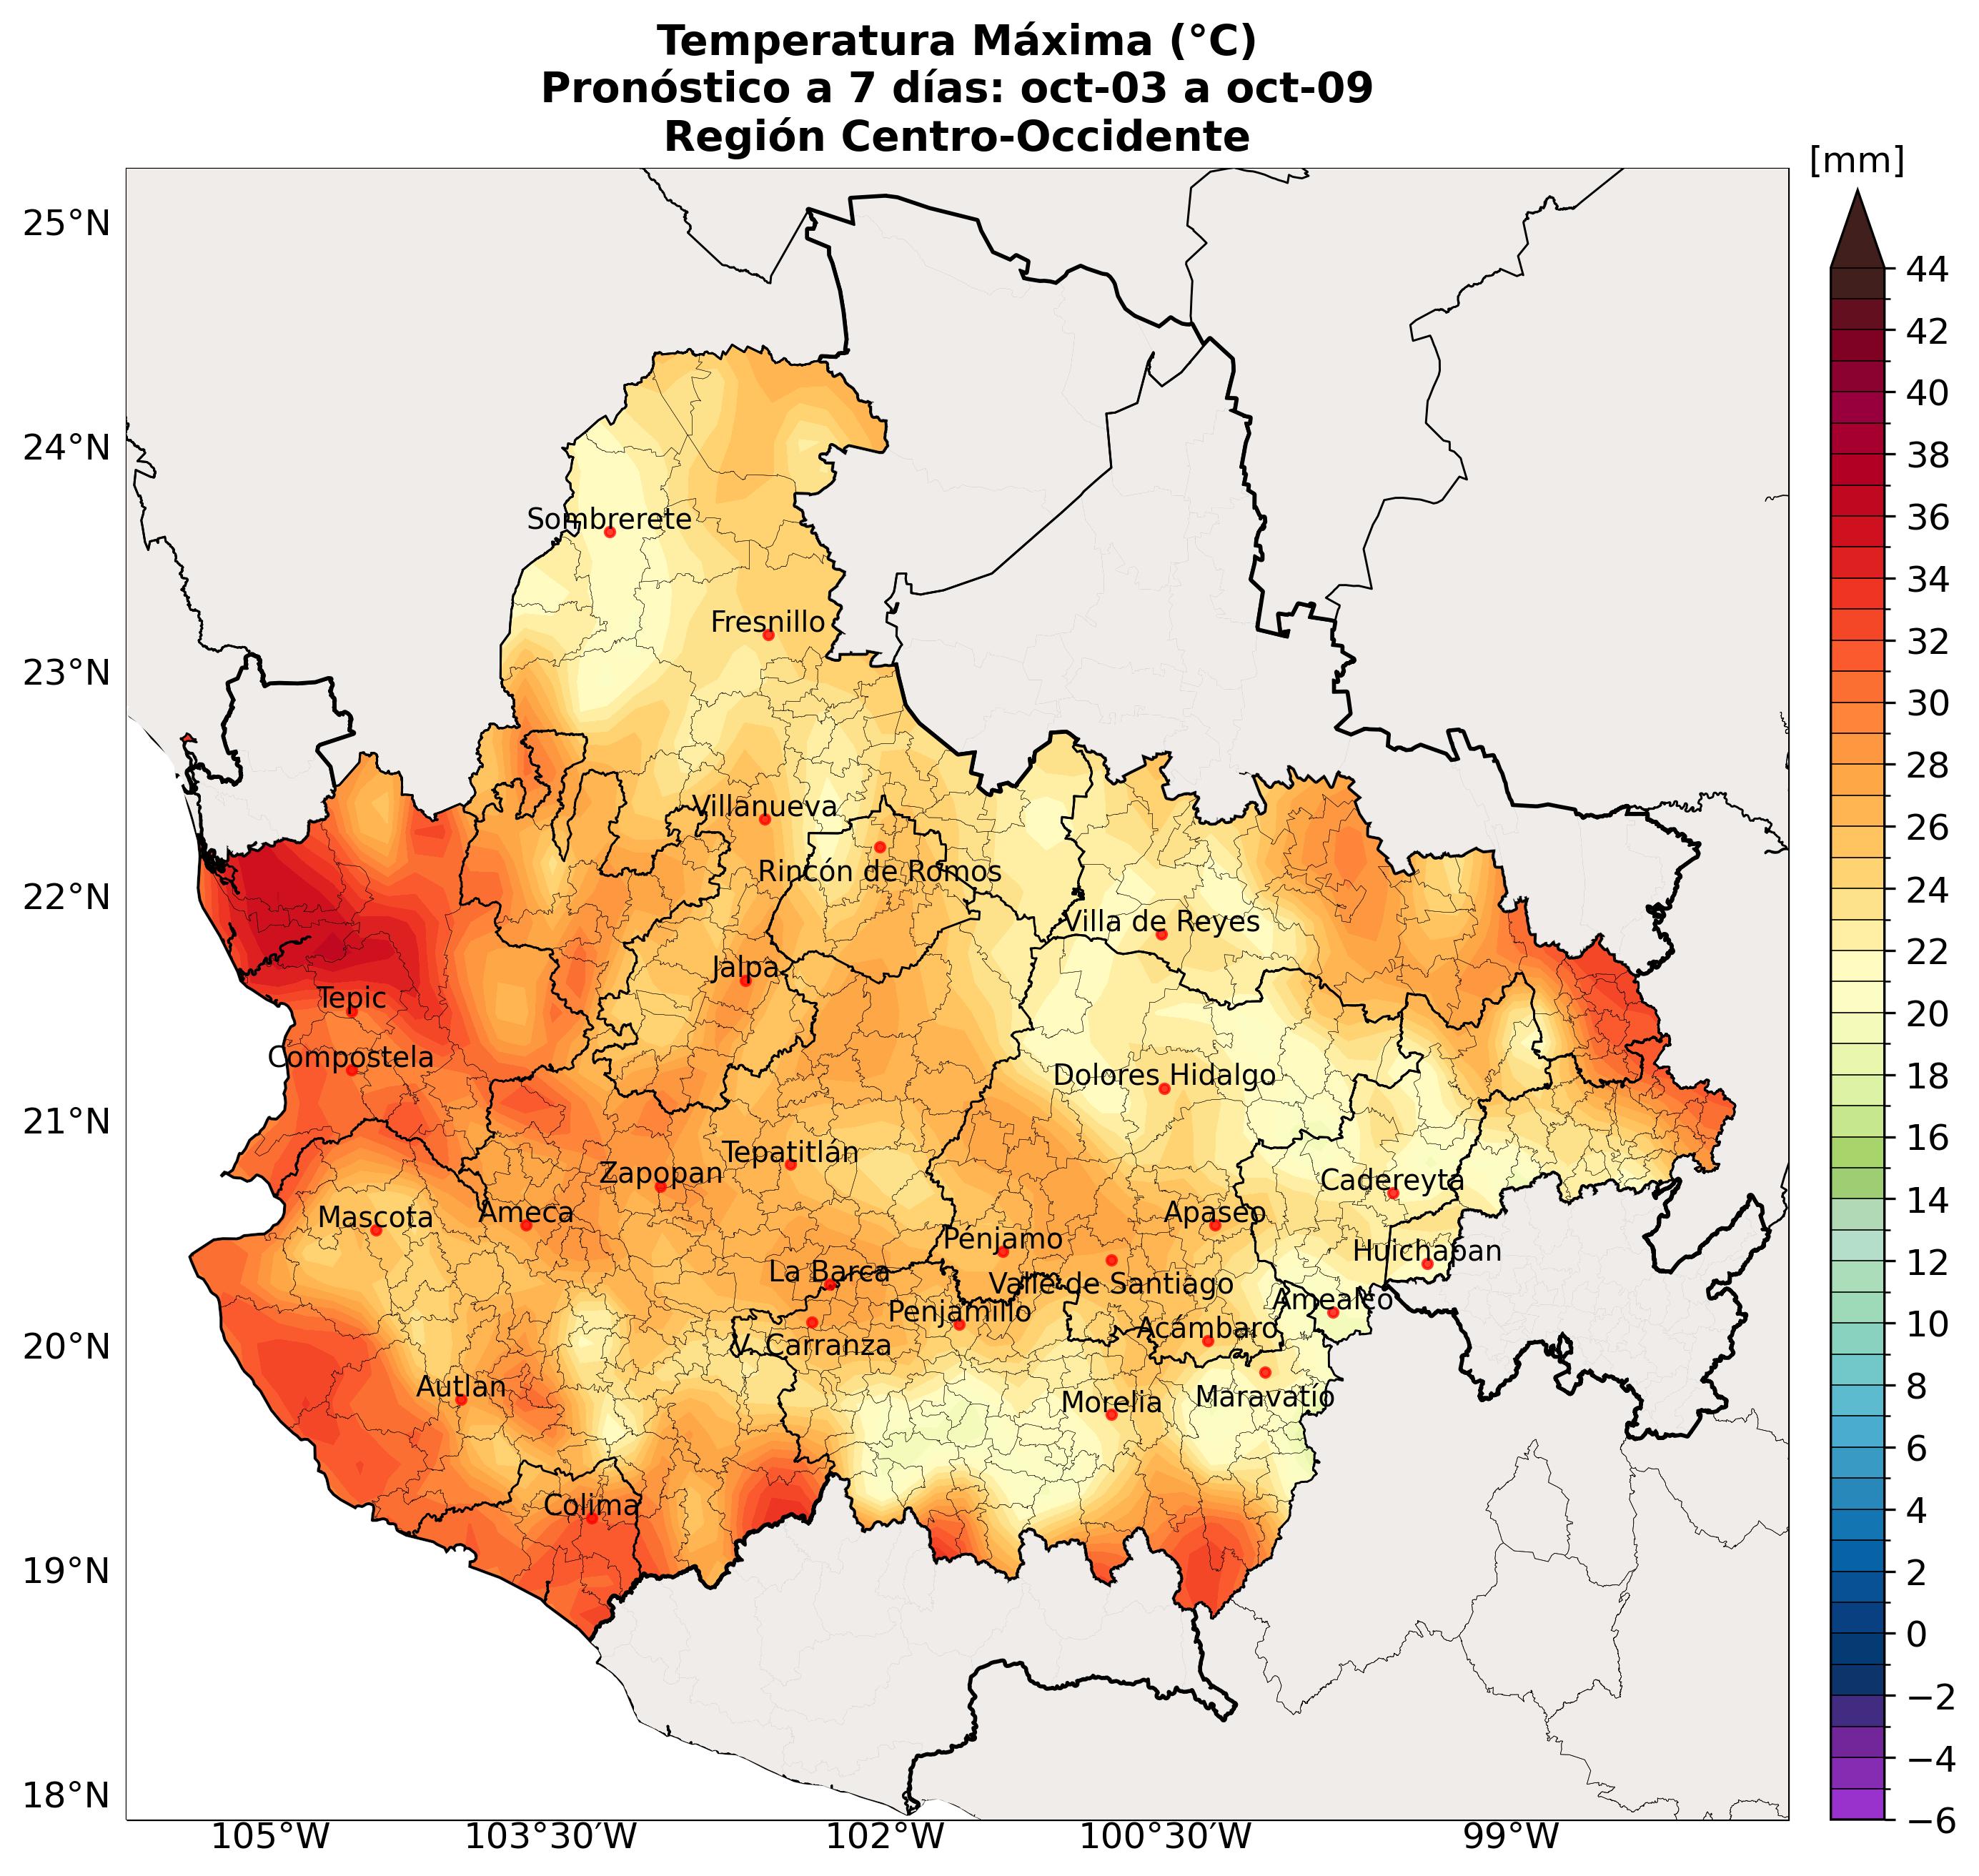 Temperatura Máxima (°C)
Pronóstico a 7 días: oct-03 a oct-09
Región Centro-Occidente
[mm]
25°N
24°N
23°N
22°N
21°N
20°N
19°N
18°N
Sombrerete
Fresnillo
Villanueva
Rincón de Romos
Villa de Reyes
Jalpa
Tepic
Compostela
Dolores Hidalgo
Tepatitlán
Zapopan
Cadereyta
Mascota
Ameca
Apaseo
Pénjamo
Huichapan
La Barca
Valle de Santiago
Amealco
Penjamillo
Acámbaro
V. Carranza
Autlan
Morelia
Maravatío
Colima
105°W
103°30′W
102°W
100°30′W
99°W
44
42
40
38
36
34
32
30
28
26
24
22
20
18
16
14
12
10
8
6
4
2
0
−2
−4
−6